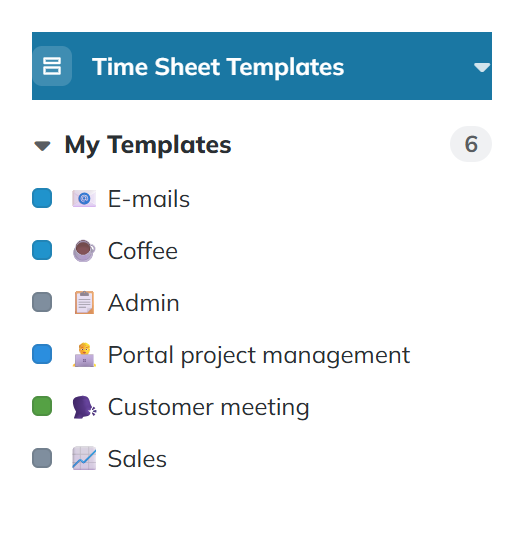 Time Sheet Templates
My Templates 6
E-mails
Coffee
Admin
Portal project management
Customer meeting
Sales